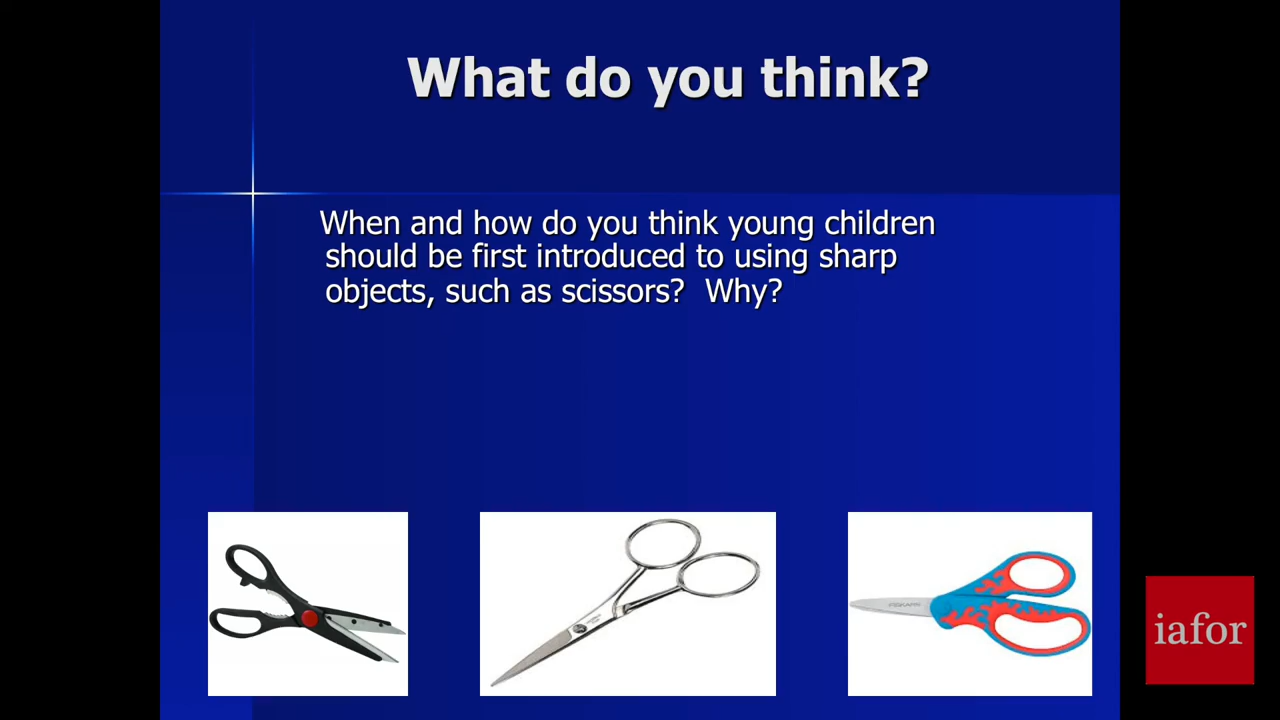 What do you think?
When and how do you think young children
should be first introduced to using sharp
objects, such as scissors?  Why?
FISKARS
iafor